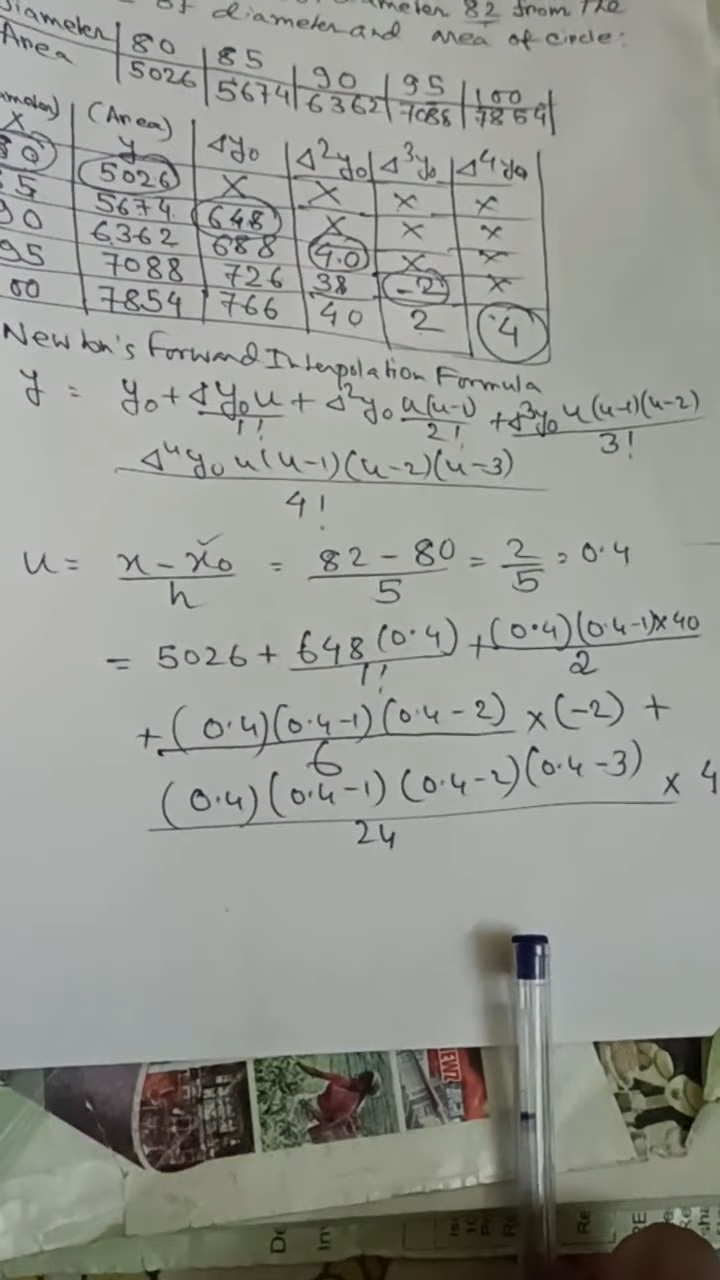 of diameter and area of circle:
82 from the
Diameter | 80 | 85 | 90 | 95 | 100
Area | 5026 | 5674 | 6362 | 7088 | 7854
x | (Area) y | Δy₀ | Δ²y₀ | Δ³y₀ | Δ⁴y₀
80 | 5026 | × | × | × | ×
85 | 5674 | 648 | × | × | ×
90 | 6362 | 688 | 40 | × | ×
95 | 7088 | 726 | 38 | -2 | ×
100 | 7854 | 766 | 40 | 2 | 4
Newton's Forward Interpolation Formula
y = y₀ + Δy₀u/1! + Δ²y₀ u(u-1)/2! + Δ³y₀ u(u-1)(u-2)/3!
Δ⁴y₀ u(u-1)(u-2)(u-3)/4!
u = x - x₀/h = 82 - 80/5 = 2/5 = 0.4
= 5026 + 648(0.4)/1! + (0.4)(0.4-1)×40/2
+ (0.4)(0.4-1)(0.4-2)/6 × (-2) +
(0.4)(0.4-1)(0.4-2)(0.4-3)/24 × 4